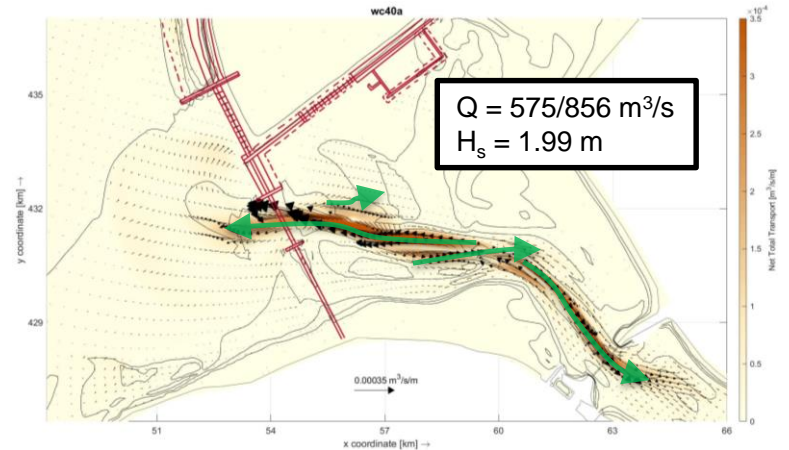 wc40a
×10⁻⁴
Q = 575/856 m³/s
Hₛ = 1.99 m
435
432
429
y coordinate [km] →
0.00035 m³/s/m
51
54
57
60
63
66
x coordinate [km] →
3.5
3
2.5
2
1.5
1
0.5
0
Net Total Transport [m³/s/m]